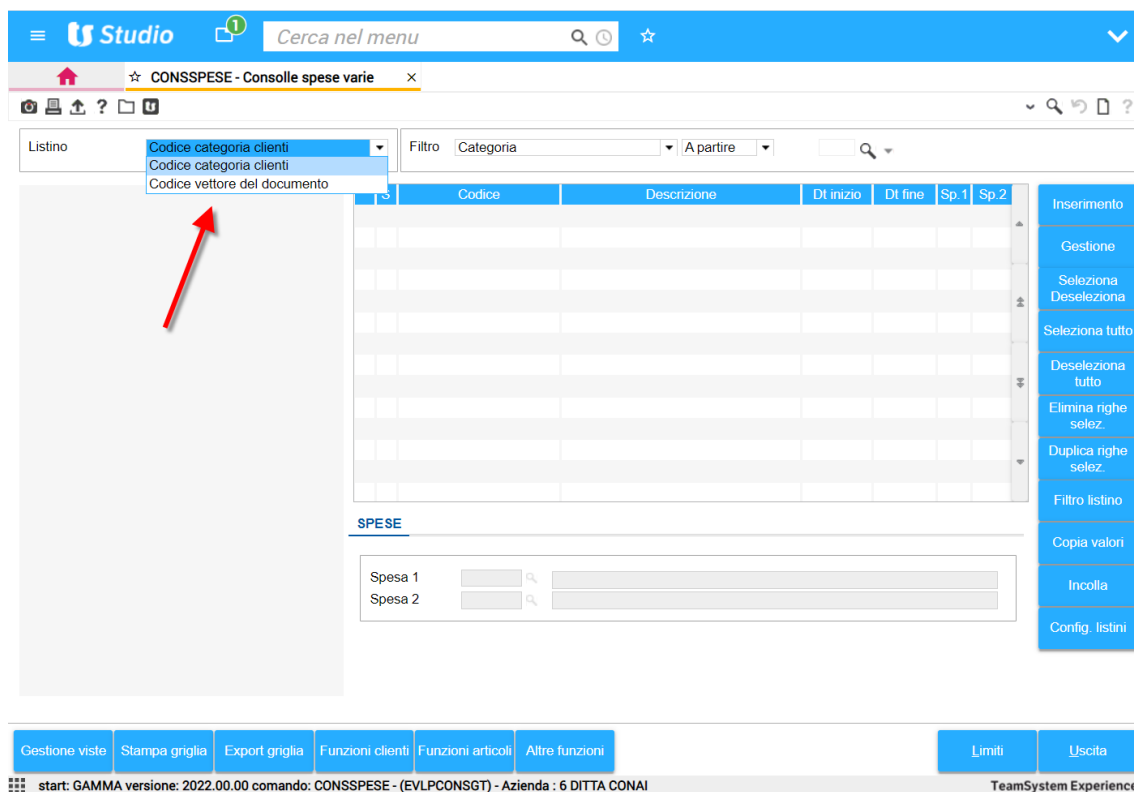 Studio
1
Cerca nel menu
CONSSPESE - Consolle spese varie
Listino
Codice categoria clienti
Filtro
Categoria
A partire
Codice categoria clienti
Codice vettore del documento
S
Codice
Descrizione
Dt inizio
Dt fine
Sp.1
Sp.2
Inserimento
Gestione
Seleziona
Deseleziona
Seleziona tutto
Deseleziona
tutto
Elimina righe
selez.
Duplica righe
selez.
Filtro listino
Copia valori
Incolla
Config. listini
SPESE
Spesa 1
Spesa 2
Gestione viste
Stampa griglia
Export griglia
Funzioni clienti
Funzioni articoli
Altre funzioni
Limiti
Uscita
start: GAMMA versione: 2022.00.00 comando: CONSSPESE - (EVLPCONSGT) - Azienda : 6 DITTA CONAI
TeamSystem Experience